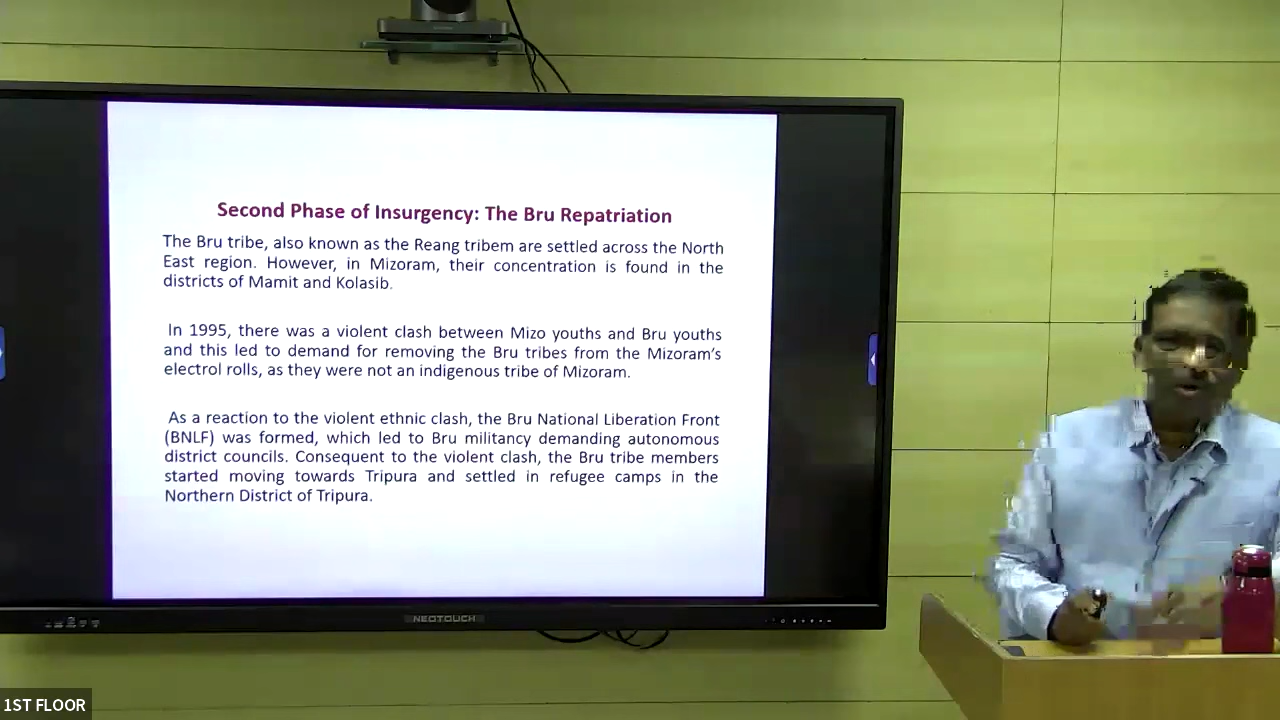 Second Phase of Insurgency: The Bru Repatriation
The Bru tribe, also known as the Reang tribem are settled across the North
East region. However, in Mizoram, their concentration is found in the
districts of Mamit and Kolasib.
In 1995, there was a violent clash between Mizo youths and Bru youths
and this led to demand for removing the Bru tribes from the Mizoram's
electrol rolls, as they were not an indigenous tribe of Mizoram.
As a reaction to the violent ethnic clash, the Bru National Liberation Front
(BNLF) was formed, which led to Bru militancy demanding autonomous
district councils. Consequent to the violent clash, the Bru tribe members
started moving towards Tripura and settled in refugee camps in the
Northern District of Tripura.
NEOTOUCH
1ST FLOOR